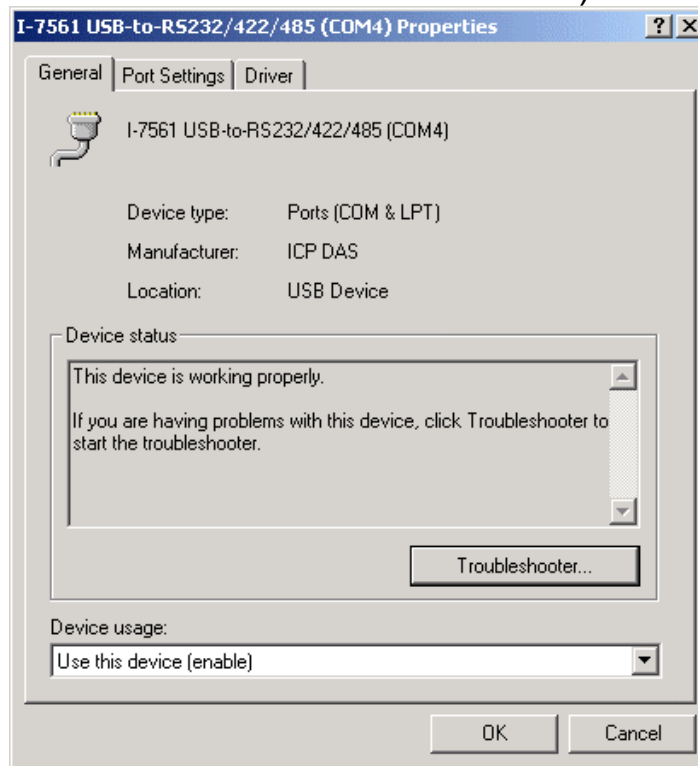 I-7561 USB-to-RS232/422/485 (COM4) Properties
General Port Settings Driver
I-7561 USB-to-RS232/422/485 (COM4)
Device type: Ports (COM & LPT)
Manufacturer: ICP DAS
Location: USB Device
Device status
This device is working properly.
If you are having problems with this device, click Troubleshooter to
start the troubleshooter.
Troubleshooter...
Device usage:
Use this device (enable)
OK Cancel